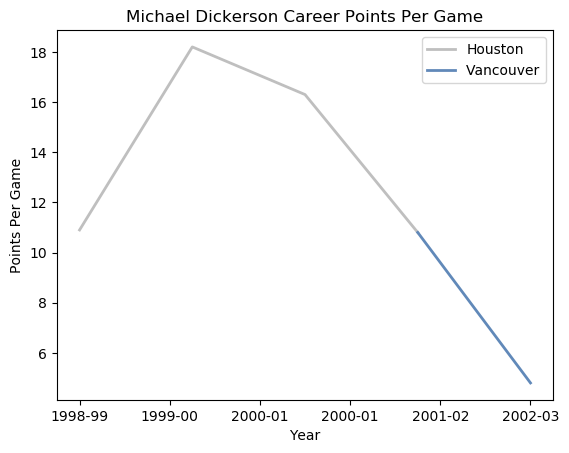 Michael Dickerson Career Points Per Game
Houston
Vancouver
Points Per Game
18
16
14
12
10
8
6
1998-99
1999-00
2000-01
2000-01
2001-02
2002-03
Year